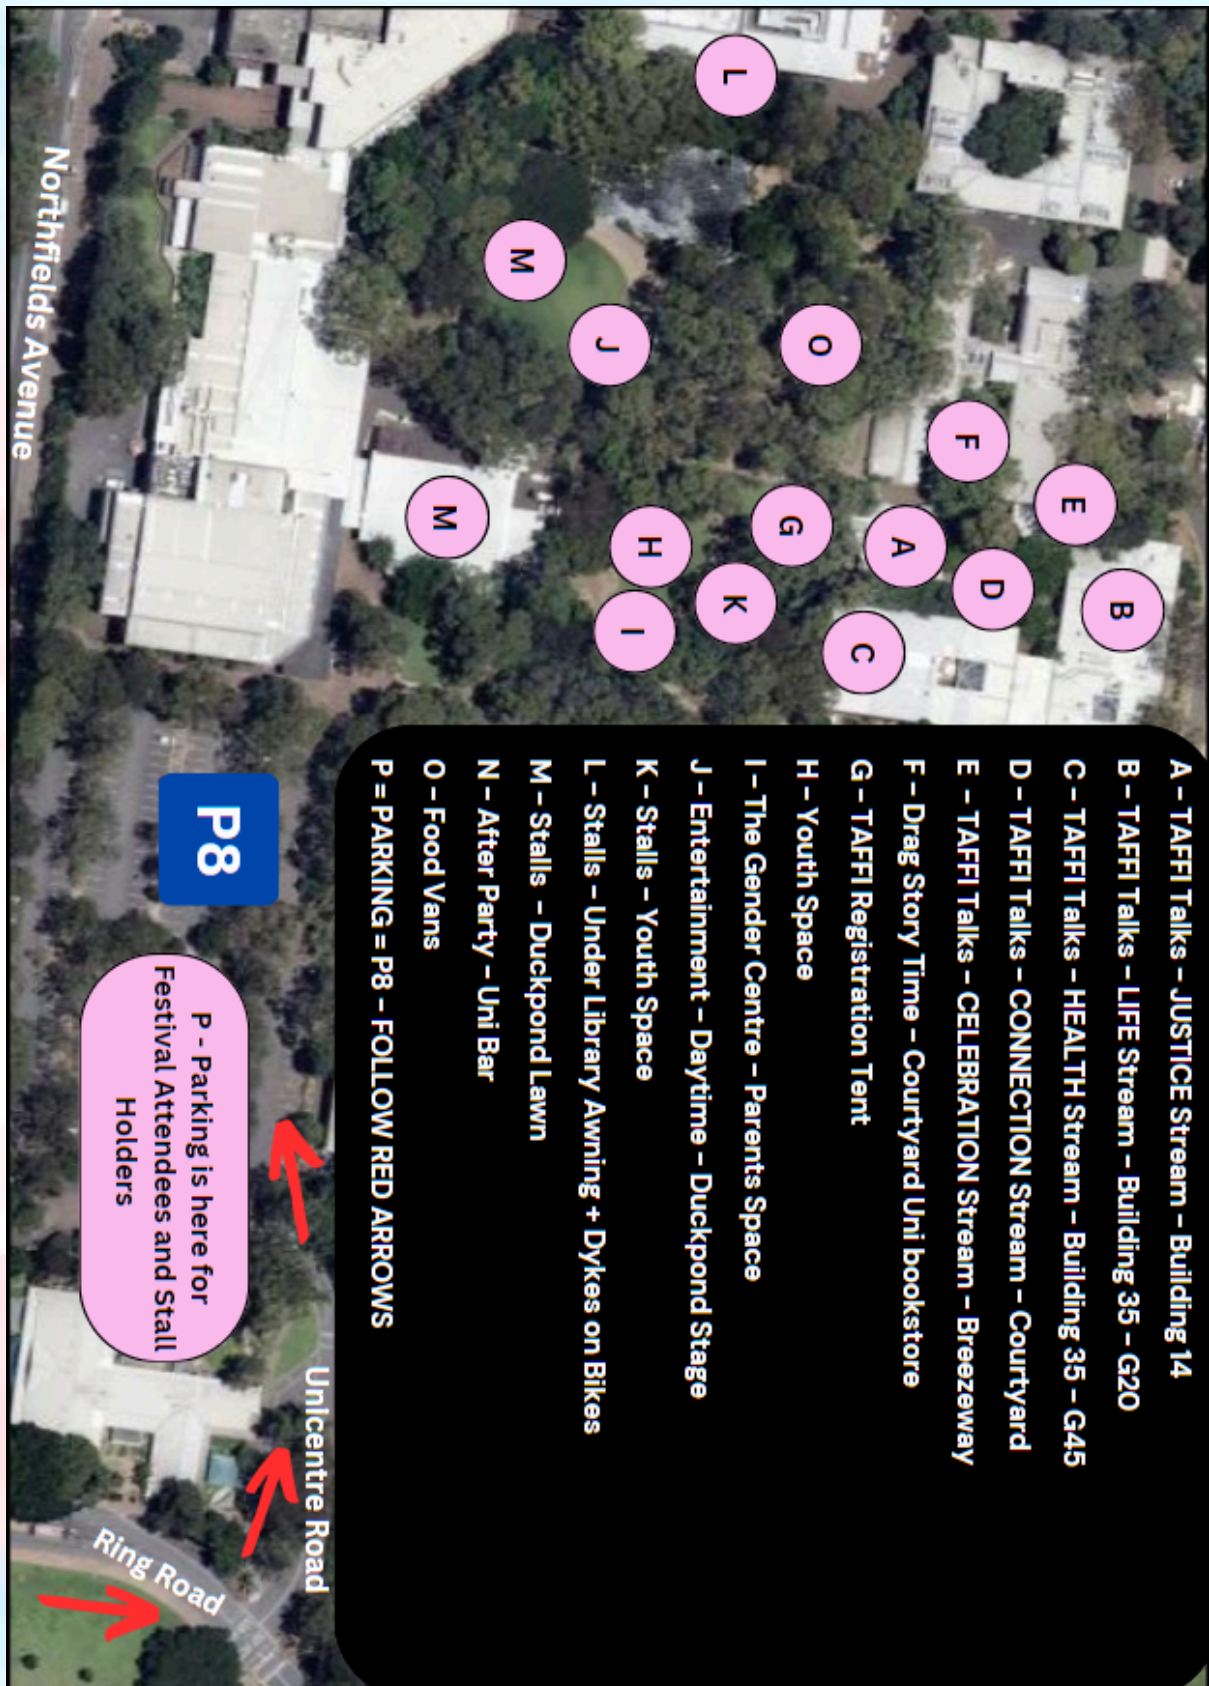 L
M
J
O
F
E
M
H
G
A
D
B
K
I
C
Northfields Avenue
A – TAFFI Talks – JUSTICE Stream – Building 14
B – TAFFI Talks – LIFE Stream – Building 35 – G20
C – TAFFI Talks – HEALTH Stream – Building 35 – G45
D – TAFFI Talks – CONNECTION Stream – Courtyard
E – TAFFI Talks – CELEBRATION Stream – Breezeway
F – Drag Story Time – Courtyard Uni bookstore
G – TAFFI Registration Tent
H – Youth Space
I – The Gender Centre – Parents Space
J – Entertainment – Daytime – Duckpond Stage
K – Stalls – Youth Space
L – Stalls – Under Library Awning + Dykes on Bikes
M – Stalls – Duckpond Lawn
N – After Party – Uni Bar
O – Food Vans
P = PARKING = P8 – FOLLOW RED ARROWS
P8
P - Parking is here for
Festival Attendees and Stall
Holders
Unicentre Road
Ring Road